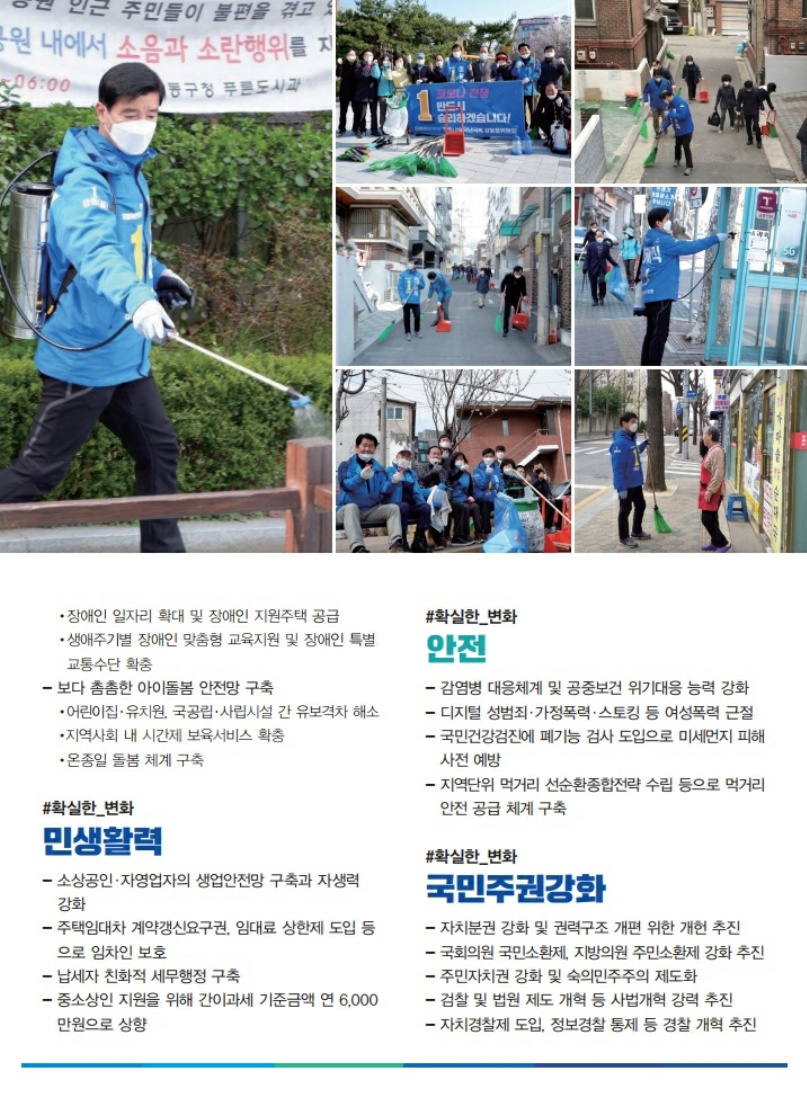 공원 인근 주민들이 불편을 겪고
공원 내에서 소음과 소란행위를
~06:00
동구청 푸른도시과
1
1
코로나 전쟁
반드시
승리하겠습니다!
1
T
5G
• 장애인 일자리 확대 및 장애인 지원주택 공급
• 생애주기별 장애인 맞춤형 교육지원 및 장애인 특별
교통수단 확충
– 보다 촘촘한 아이돌봄 안전망 구축
• 어린이집·유치원, 국공립·사립시설 간 유보격차 해소
• 지역사회 내 시간제 보육서비스 확충
• 온종일 돌봄 체계 구축
#확실한_변화
민생활력
– 소상공인·자영업자의 생업안전망 구축과 자생력
강화
– 주택임대차 계약갱신요구권, 임대료 상한제 도입 등
으로 임차인 보호
– 납세자 친화적 세무행정 구축
– 중소상인 지원을 위해 간이과세 기준금액 연 6,000
만원으로 상향
#확실한_변화
안전
– 감염병 대응체계 및 공중보건 위기대응 능력 강화
– 디지털 성범죄·가정폭력·스토킹 등 여성폭력 근절
– 국민건강검진에 폐기능 검사 도입으로 미세먼지 피해
사전 예방
– 지역단위 먹거리 선순환종합전략 수립 등으로 먹거리
안전 공급 체계 구축
#확실한_변화
국민주권강화
– 자치분권 강화 및 권력구조 개편 위한 개헌 추진
– 국회의원 국민소환제, 지방의원 주민소환제 강화 추진
– 주민자치권 강화 및 숙의민주주의 제도화
– 검찰 및 법원 제도 개혁 등 사법개혁 강력 추진
– 자치경찰제 도입, 정보경찰 통제 등 경찰 개혁 추진